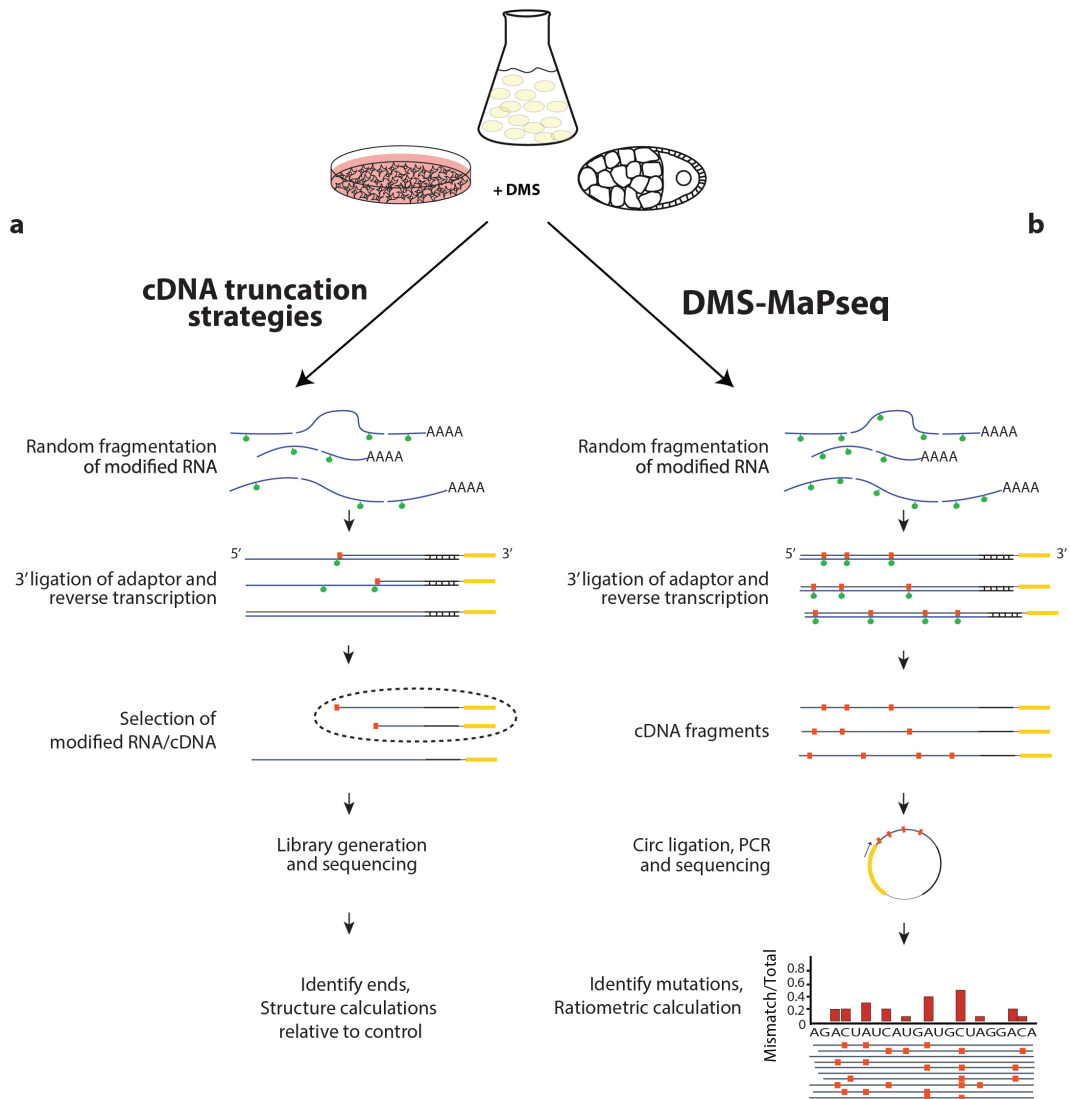 + DMS
a
b
cDNA truncation
strategies
DMS-MaPseq
Random fragmentation
of modified RNA
AAAA
AAAA
AAAA
Random fragmentation
of modified RNA
AAAA
AAAA
AAAA
5′
3′
3′ ligation of adaptor and
reverse transcription
5′
3′
3′ ligation of adaptor and
reverse transcription
Selection of
modified RNA/cDNA
cDNA fragments
Library generation
and sequencing
Circ ligation, PCR
and sequencing
Identify ends,
Structure calculations
relative to control
Identify mutations,
Ratiometric calculation
Mismatch/Total
0.8
0.6
0.4
0.2
0
AGACUAUCAUGAUGCUAGGACA